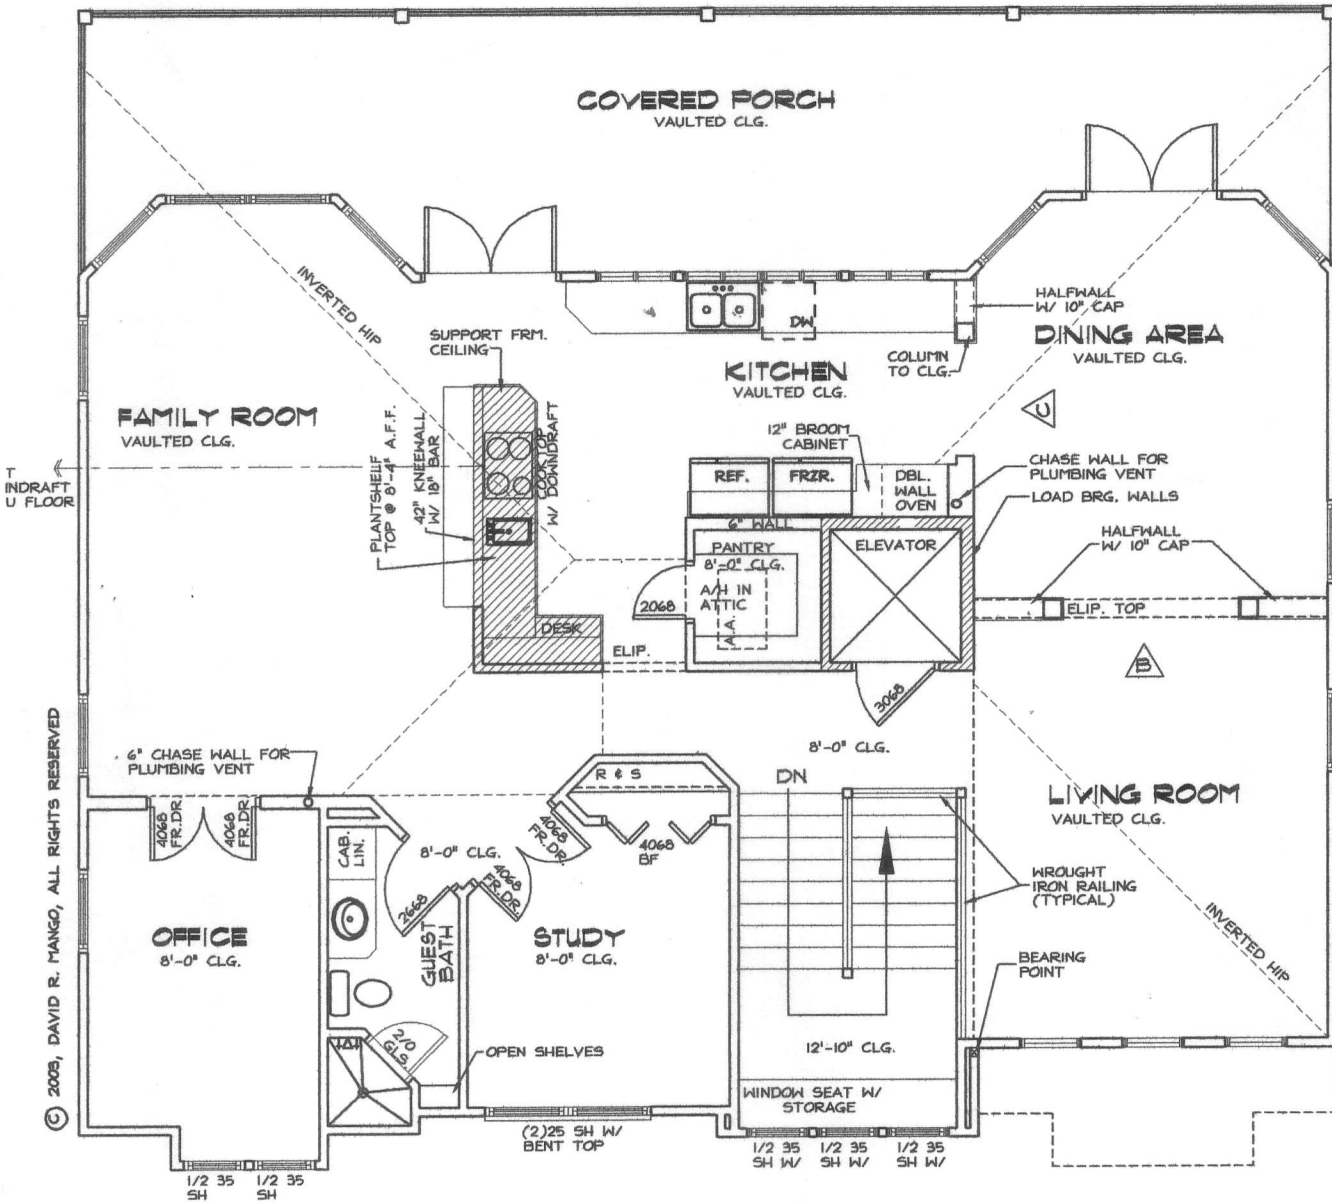 COVERED PORCH
VAULTED CLG.
INVERTED HIP
SUPPORT FRM.
CEILING
DW
HALFWALL
W/ 10" CAP
DINING AREA
VAULTED CLG.
COLUMN
TO CLG.
KITCHEN
VAULTED CLG.
FAMILY ROOM
VAULTED CLG.
C
12" BROOM
CABINET
PLANTSHELF
TOP @ 8'-4" A.F.F.
42" KNEEWALL
W/ 18" BAR
COOKTOP
W/ DOWNDRAFT
T
INDRAFT
U FLOOR
REF.
FRZR.
DBL.
WALL
OVEN
CHASE WALL FOR
PLUMBING VENT
LOAD BRG. WALLS
HALFWALL
W/ 10" CAP
6" WALL
PANTRY
8'-0" CLG.
A/H IN
ATTIC
A.A.
ELEVATOR
2068
ELIP. TOP
DESK
ELIP.
B
3068
8'-0" CLG.
6" CHASE WALL FOR
PLUMBING VENT
R & S
DN
LIVING ROOM
VAULTED CLG.
4068
FR.DR.
4068
FR.DR.
CAB.
LIN.
8'-0" CLG.
4068
FR.DR.
4068
FR.DR.
4068
BF
2668
WROUGHT
IRON RAILING
(TYPICAL)
OFFICE
8'-0" CLG.
GUEST
BATH
STUDY
8'-0" CLG.
INVERTED HIP
BEARING
POINT
2/0
GLS.
OPEN SHELVES
12'-10" CLG.
WINDOW SEAT W/
STORAGE
(2)25 SH W/
BENT TOP
1/2 35
SH W/
1/2 35
SH W/
1/2 35
SH W/
1/2 35
SH
1/2 35
SH
DAVID R. MANGO, ALL RIGHTS RESERVED